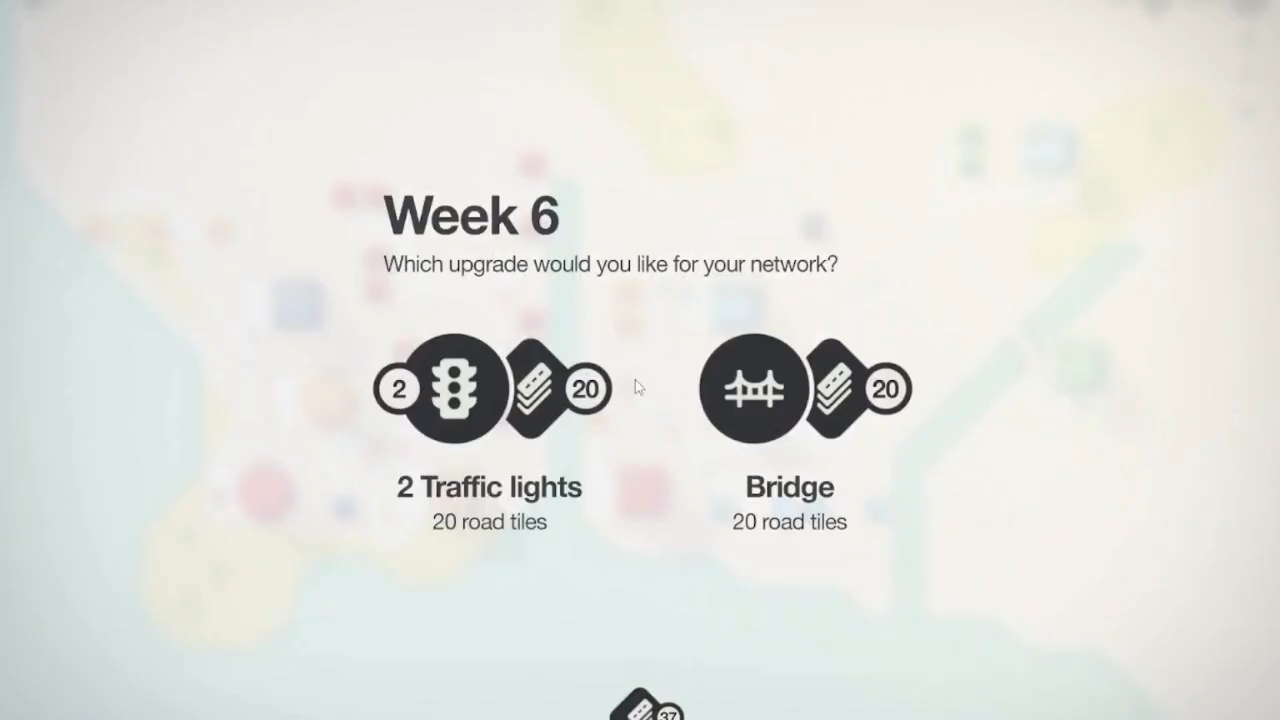 Week 6
Which upgrade would you like for your network?
2 20 20
2 Traffic lights Bridge
20 road tiles 20 road tiles
37